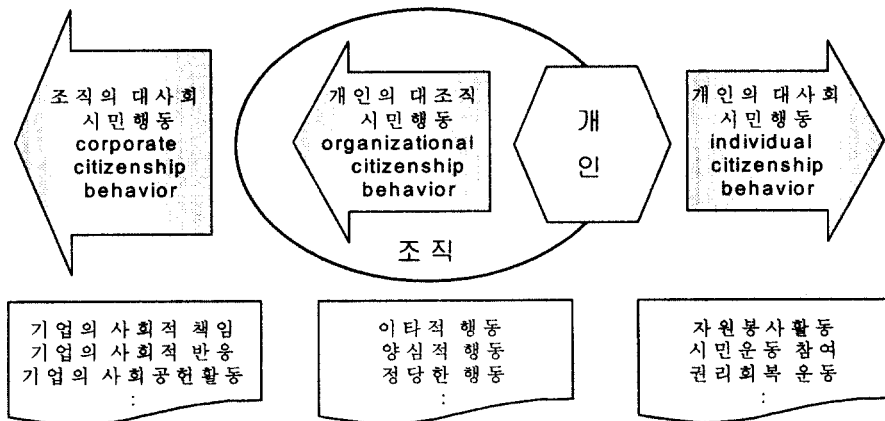 조직의 대사회
시민행동
corporate
citizenship
behavior
개인의 대조직
시민행동
organizational
citizenship
behavior
개
인
개인의 대사회
시민행동
individual
citizenship
behavior
조직
기업의 사회적 책임
기업의 사회적 반응
기업의 사회공헌활동
:
이타적 행동
양심적행동
정당한 행동
:
자원봉사활동
시민운동 참여
권리회복 운동
: